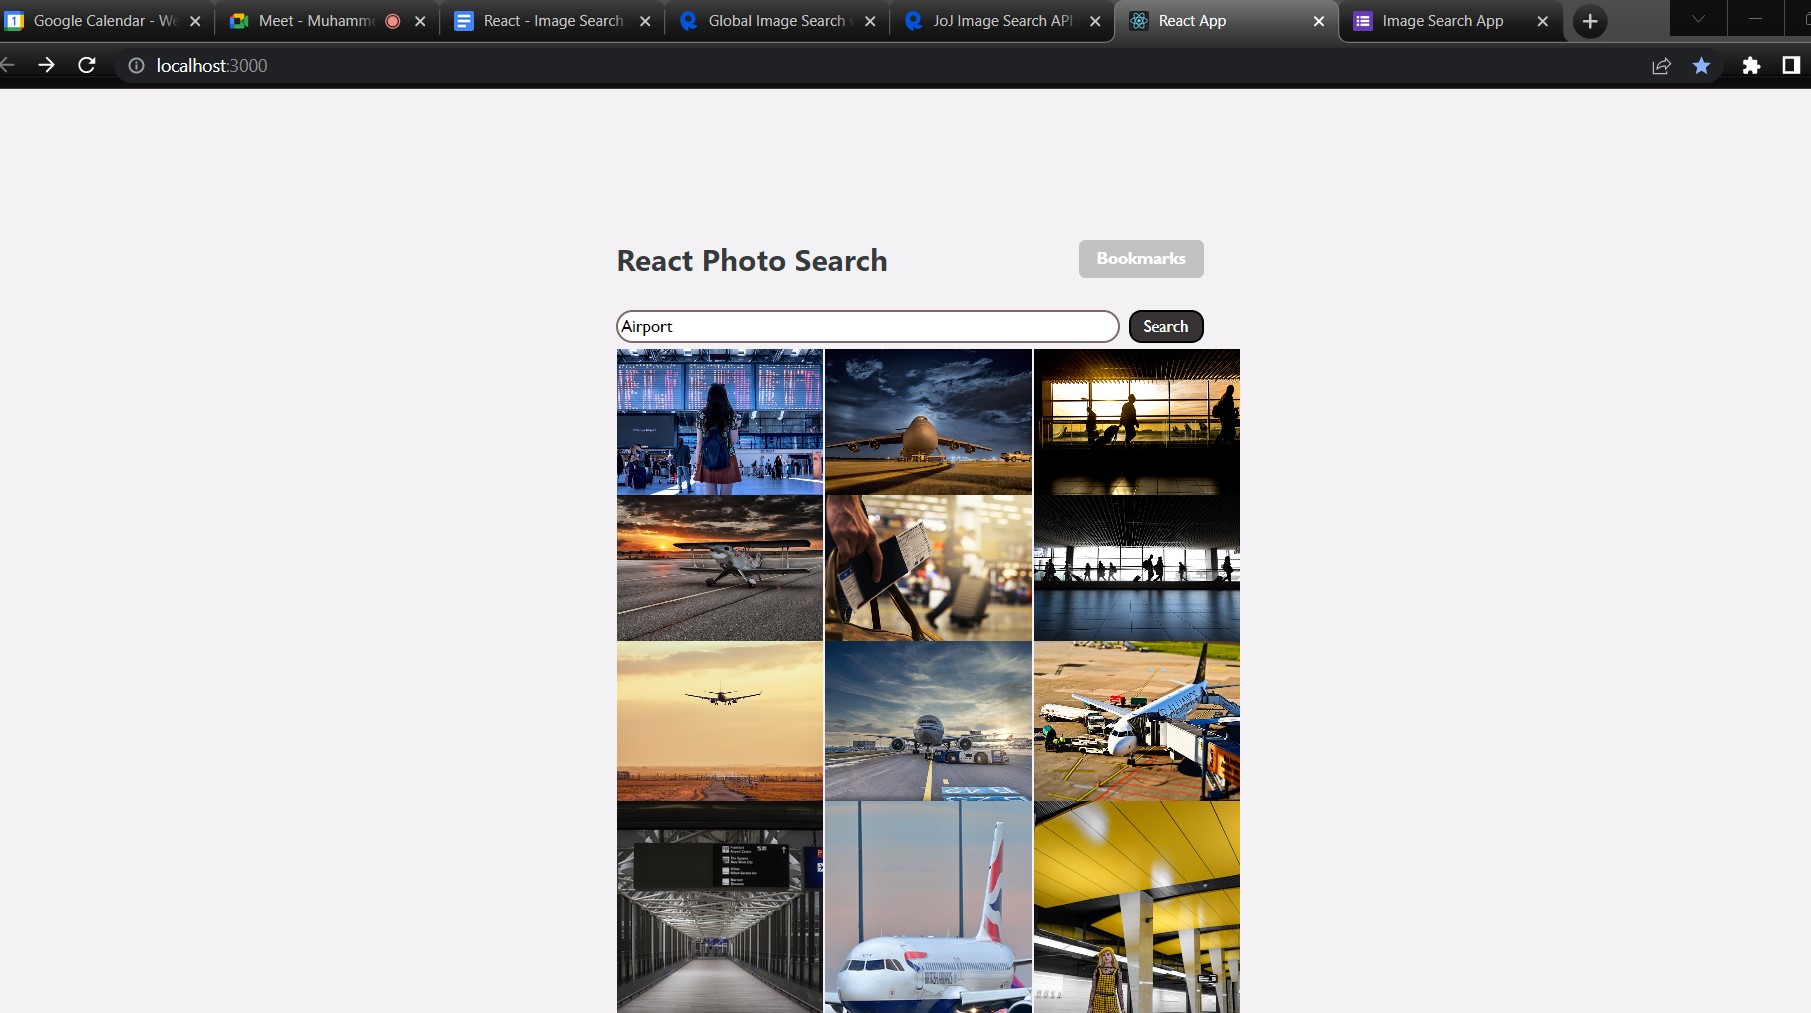 Google Calendar - We
Meet - Muhamme
React - Image Search
Global Image Search v
JoJ Image Search API
React App
Image Search App
localhost:3000
React Photo Search
Bookmarks
Airport
Search